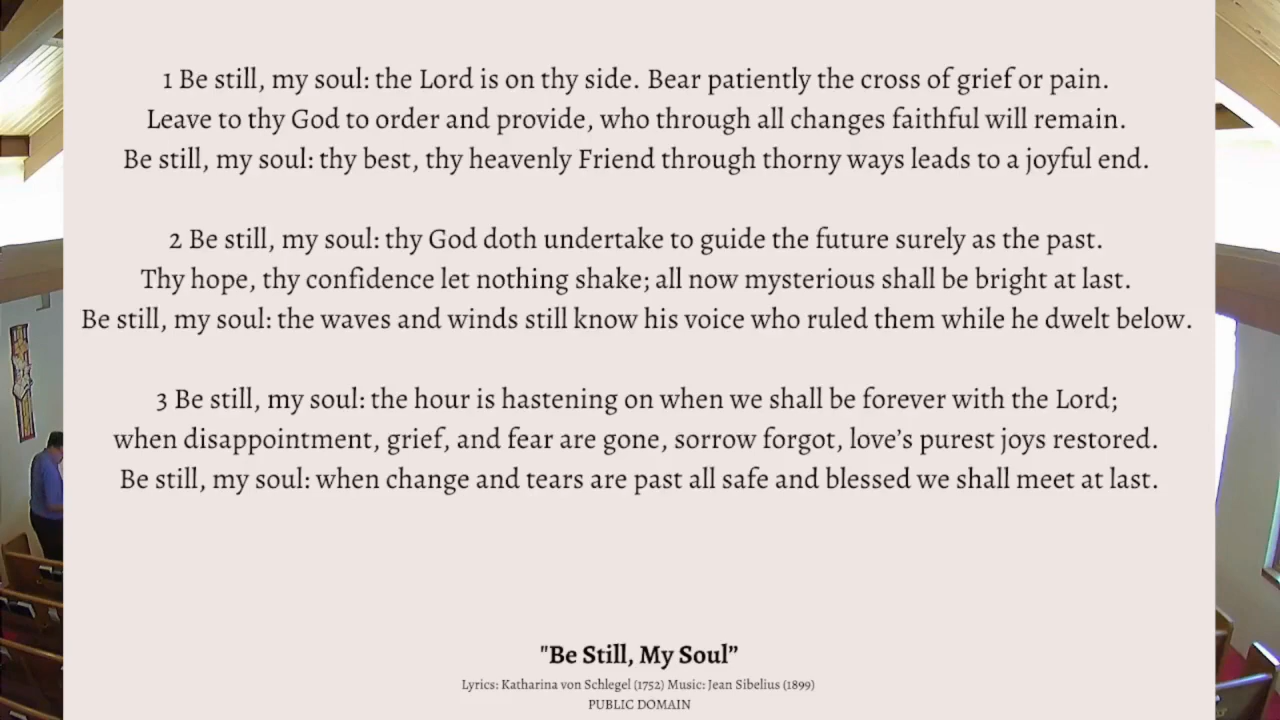 1 Be still, my soul: the Lord is on thy side. Bear patiently the cross of grief or pain.
Leave to thy God to order and provide, who through all changes faithful will remain.
Be still, my soul: thy best, thy heavenly Friend through thorny ways leads to a joyful end.
2 Be still, my soul: thy God doth undertake to guide the future surely as the past.
Thy hope, thy confidence let nothing shake; all now mysterious shall be bright at last.
Be still, my soul: the waves and winds still know his voice who ruled them while he dwelt below.
3 Be still, my soul: the hour is hastening on when we shall be forever with the Lord;
when disappointment, grief, and fear are gone, sorrow forgot, love’s purest joys restored.
Be still, my soul: when change and tears are past all safe and blessed we shall meet at last.
"Be Still, My Soul”
Lyrics: Katharina von Schlegel (1752) Music: Jean Sibelius (1899)
PUBLIC DOMAIN